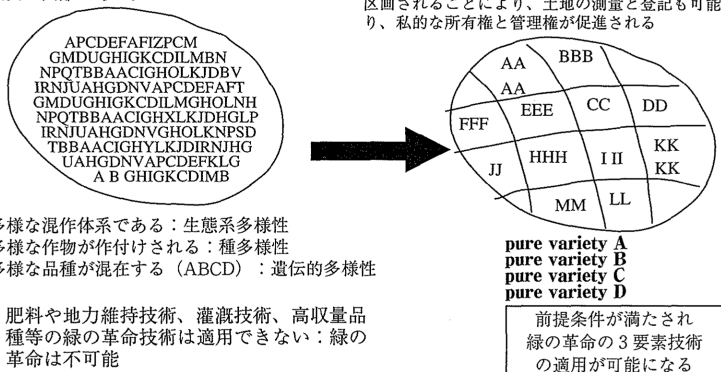 区画されることにより、土地の測量と登記も可能
り、私的な所有権と管理権が促進される
APCDEFAFIZPCM
GMDUGHIGKCDILMBN
NPQTBBAACIGHOLKJDBV
IRNJUAHGDNVAPCDEFAFT
GMDUGHIGKCDILMGHOLNH
NPQTBBAACIGHXLKJDHGLP
IRNJUAHGDNVGHOLKNPSD
TBBAACIGHYLKJDIRNJHG
UAHGDNVAPCDEFKLG
A B GHIGKCDIMB
AA
BBB
AA
FFF
EEE
CC
DD
JJ
HHH
I II
KK
KK
MM
LL
様な混作体系である：生態系多様性
様な作物が作付けされる：種多様性
様な品種が混在する（ABCD）：遺伝的多様性
肥料や地力維持技術、灌漑技術、高収量品
種等の緑の革命技術は適用できない：緑の
革命は不可能
pure variety A
pure variety B
pure variety C
pure variety D
前提条件が満たされ
緑の革命の３要素技術
の適用が可能になる